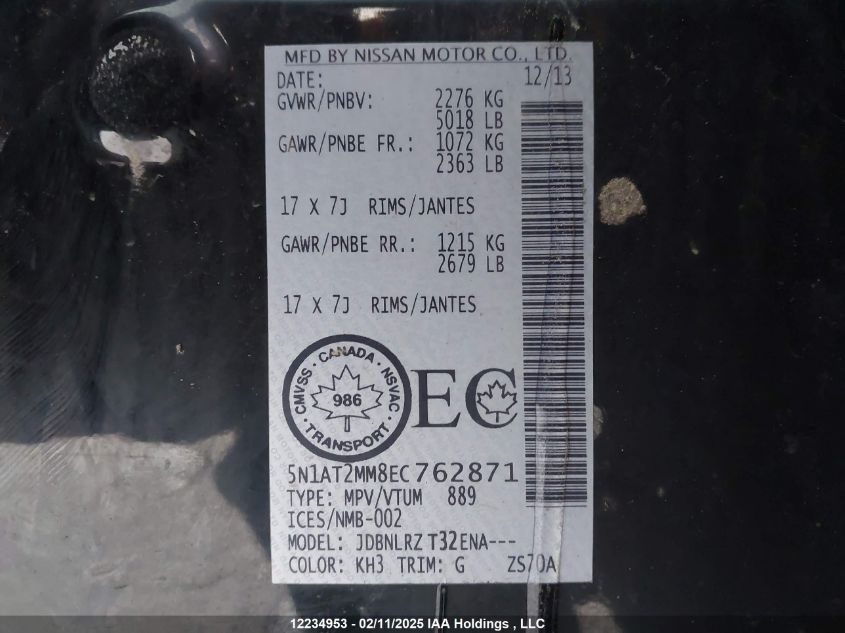 MFD BY NISSAN MOTOR CO., LTD.
DATE: 12/13
GVWR/PNBV: 2276 KG
5018 LB
GAWR/PNBE FR.: 1072 KG
2363 LB
17 X 7J RIMS/JANTES
GAWR/PNBE RR.: 1215 KG
2679 LB
17 X 7J RIMS/JANTES
CMVSS · CANADA · NSVAC · TRANSPORT ·
986
EC
5N1AT2MM8EC762871
TYPE: MPV/VTUM 889
ICES/NMB-002
MODEL: JDBNLRZ T32ENA---
COLOR: KH3 TRIM: G ZS70A
12234953 - 02/11/2025 IAA Holdings , LLC